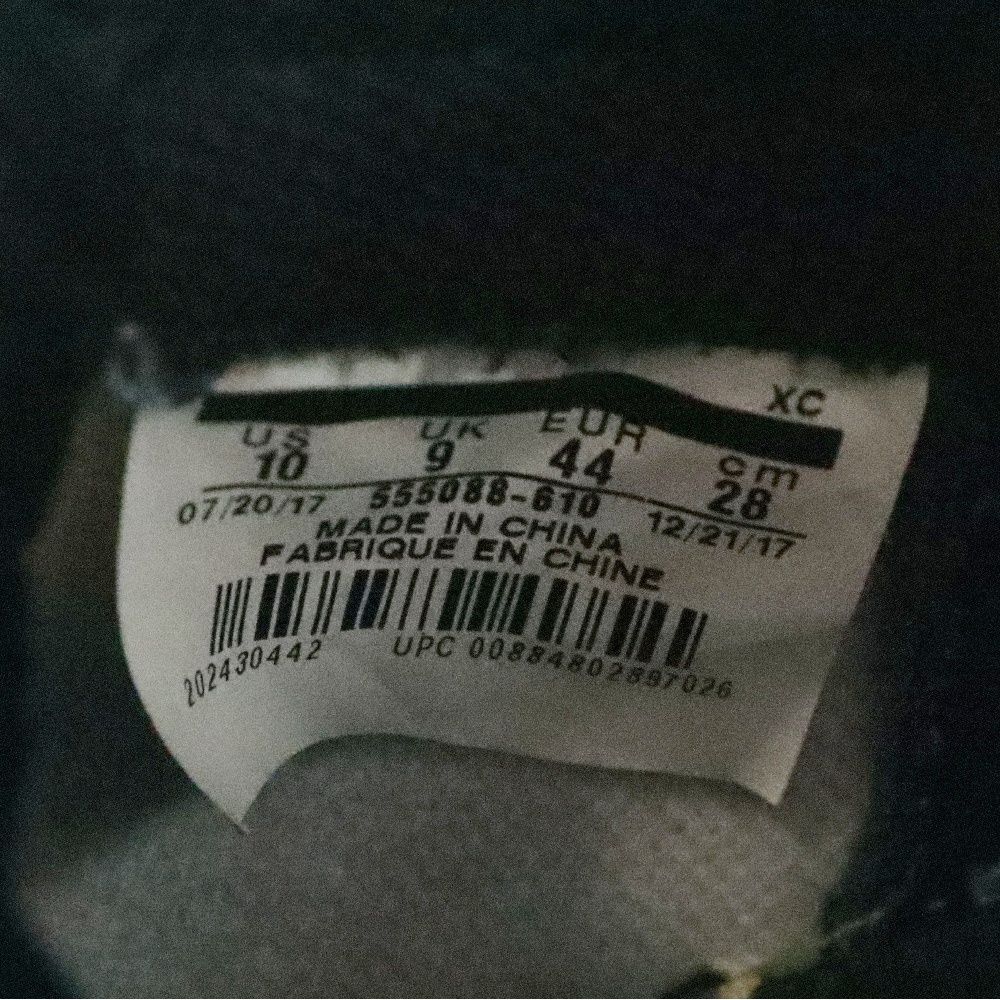 XC
US UK EUR cm
10 9 44 28
07/20/17 555088-610 12/21/17
MADE IN CHINA
FABRIQUE EN CHINE
202430442 UPC 00884802897026